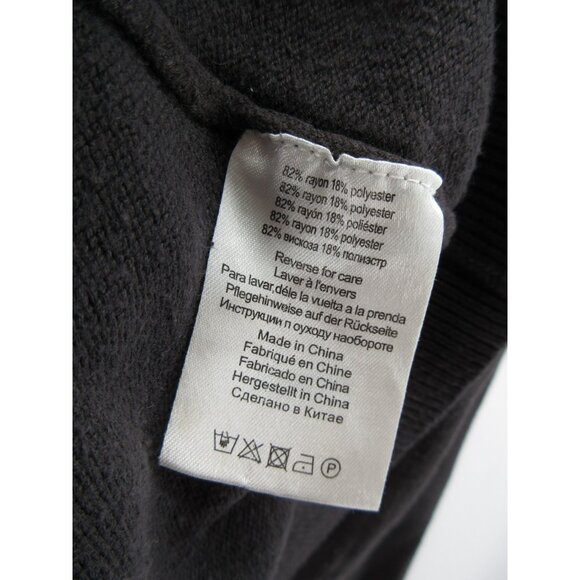 82% rayon 18% polyester
82% rayon 18% polyester
82% rayón 18% poliéster
82% rayon 18% polyester
82% вискоза 18% полиэстр
Reverse for care
Laver à l'envers
Para lavar,déle la vuelta a la prenda
Pflegehinweise auf der Rückseite
Инструкции п оуходу наобороте
Made in China
Fabriqué en Chine
Fabricado en China
Hergestellt in China
Сделано в Китае
P